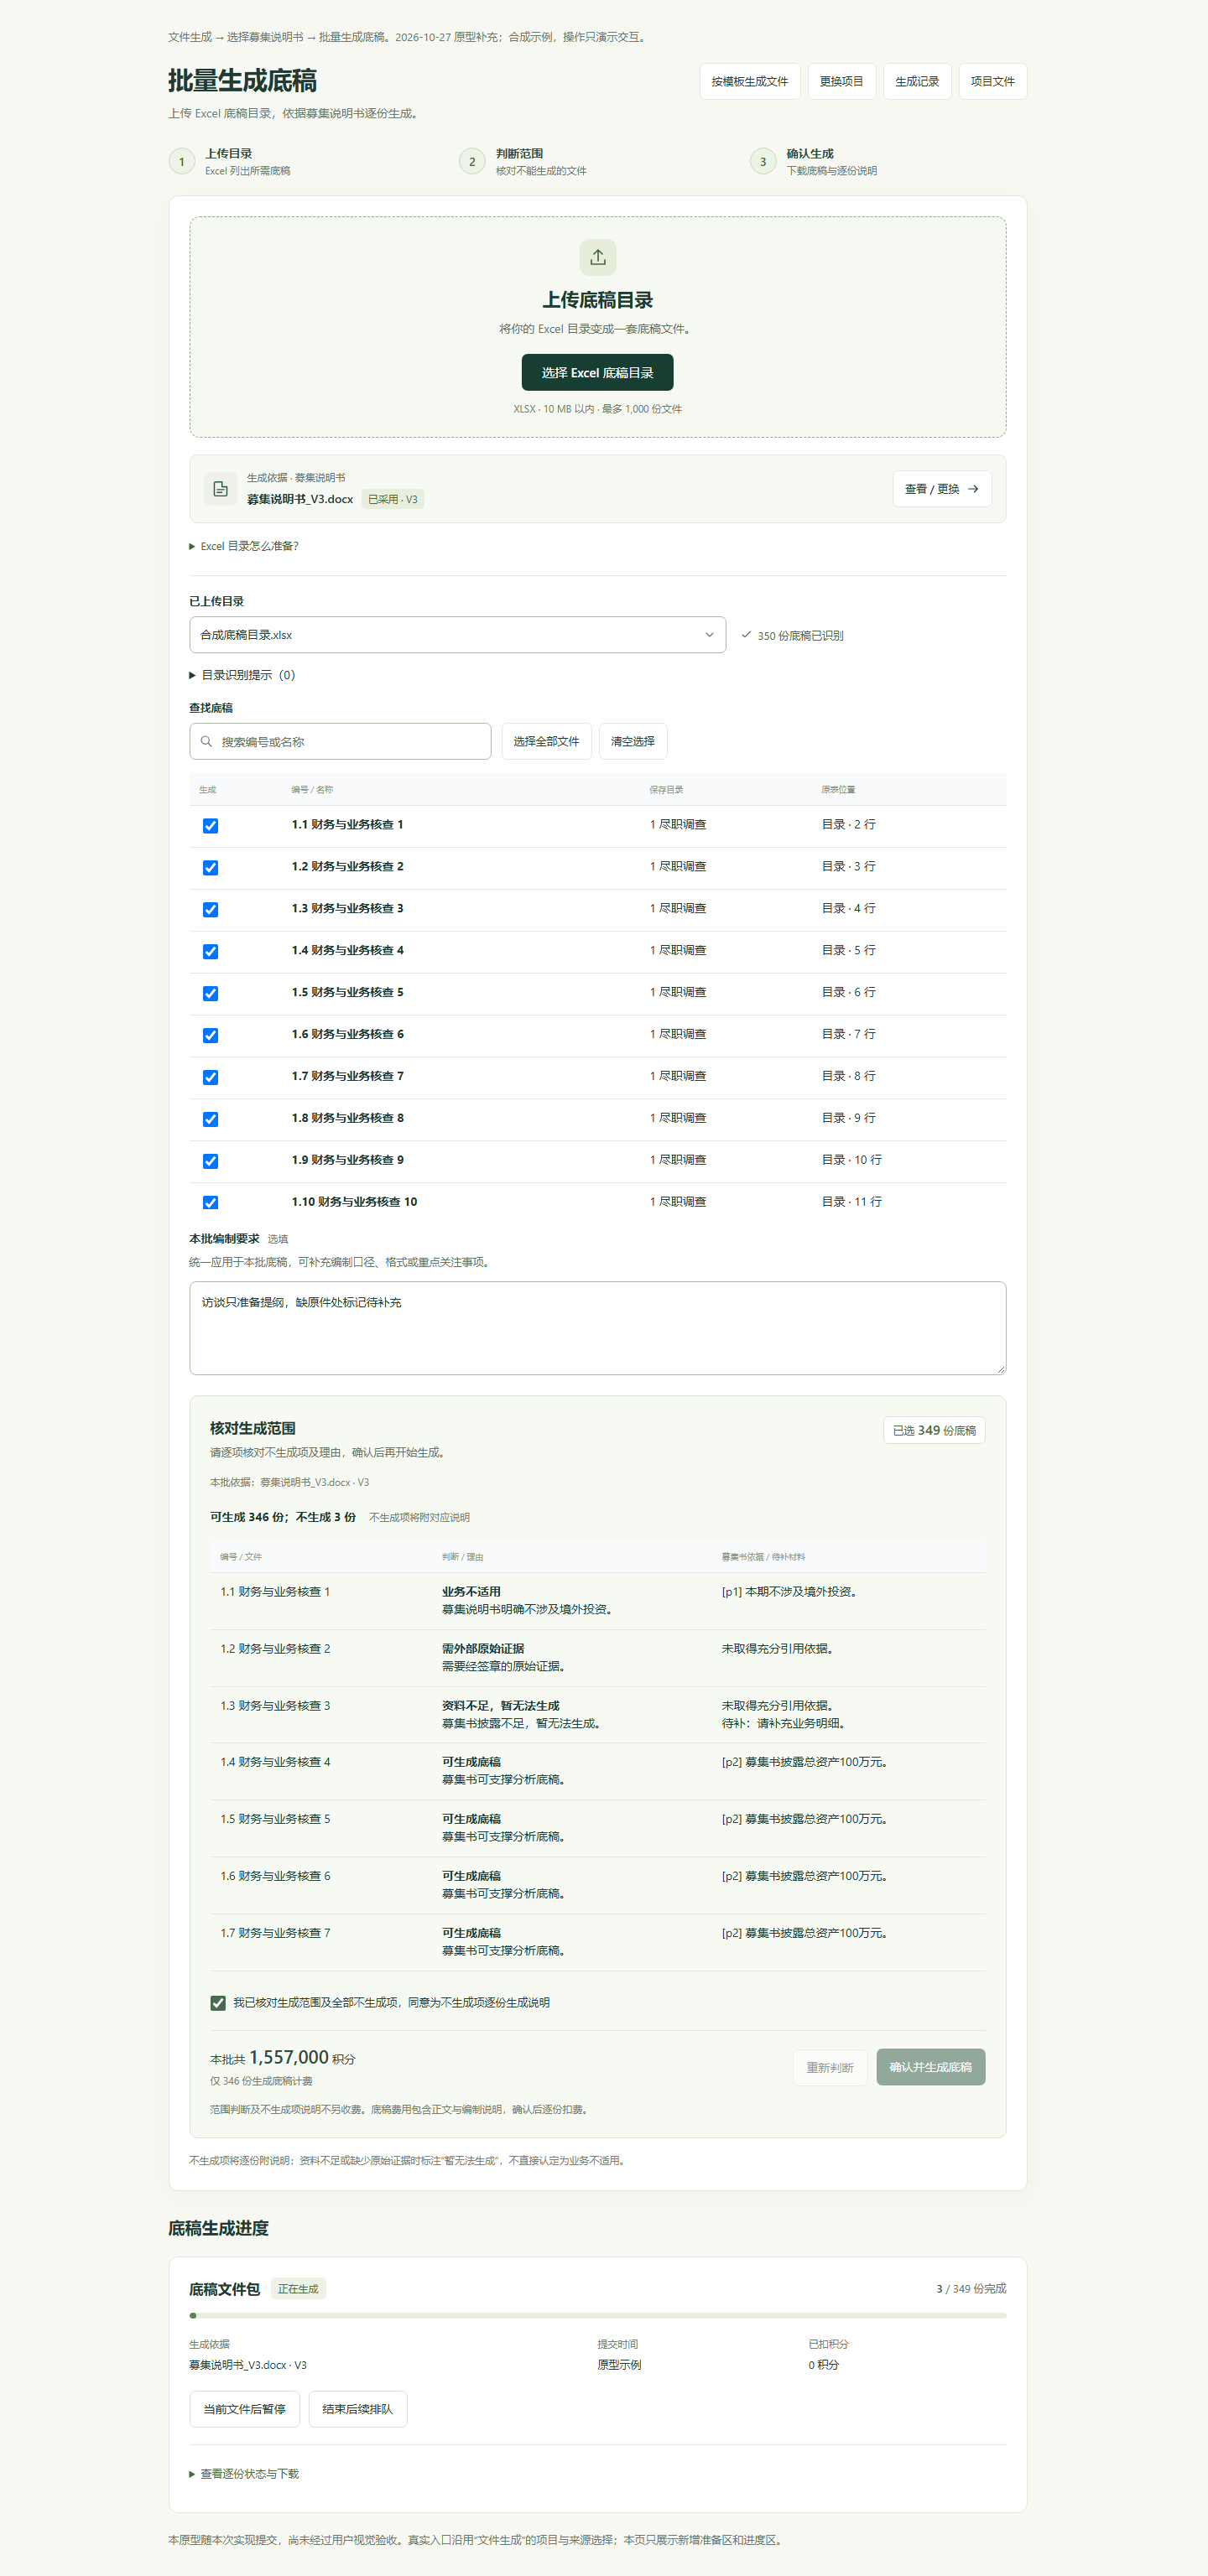 文件生成 → 选择募集说明书 → 批量生成底稿。2026-10-27 原型补充；合成示例，操作只演示交互。
批量生成底稿
按模板生成文件
更换项目
生成记录
项目文件
上传 Excel 底稿目录，依据募集说明书逐份生成。
1
上传目录
Excel 列出所需底稿
2
判断范围
核对不能生成的文件
3
确认生成
下载底稿与逐份说明
上传底稿目录
将你的 Excel 目录变成一套底稿文件。
选择 Excel 底稿目录
XLSX · 10 MB 以内 · 最多 1,000 份文件
生成依据 · 募集说明书
募集说明书_V3.docx 已采用 · V3
查看 / 更换 →
Excel 目录怎么准备？
已上传目录
合成底稿目录.xlsx
350 份底稿已识别
目录识别提示（0）
查找底稿
搜索编号或名称
选择全部文件
清空选择
生成 编号 / 名称 保存目录 原表位置
1.1 财务与业务核查 1 1 尽职调查 目录 · 2 行
1.2 财务与业务核查 2 1 尽职调查 目录 · 3 行
1.3 财务与业务核查 3 1 尽职调查 目录 · 4 行
1.4 财务与业务核查 4 1 尽职调查 目录 · 5 行
1.5 财务与业务核查 5 1 尽职调查 目录 · 6 行
1.6 财务与业务核查 6 1 尽职调查 目录 · 7 行
1.7 财务与业务核查 7 1 尽职调查 目录 · 8 行
1.8 财务与业务核查 8 1 尽职调查 目录 · 9 行
1.9 财务与业务核查 9 1 尽职调查 目录 · 10 行
1.10 财务与业务核查 10 1 尽职调查 目录 · 11 行
本批编制要求 选填
统一应用于本批底稿，可补充编制口径、格式或重点关注事项。
访谈只准备提纲，缺原件处标记待补充
核对生成范围
已选 349 份底稿
请逐项核对不生成项及理由，确认后再开始生成。
本批依据：募集说明书_V3.docx · V3
可生成 346 份；不生成 3 份 不生成项将附对应说明
编号 / 文件 判断 / 理由 募集书依据 / 待补材料
1.1 财务与业务核查 1 业务不适用 [p1] 本期不涉及境外投资。
募集说明书明确不涉及境外投资。
1.2 财务与业务核查 2 需外部原始证据 未取得充分引用依据。
需要经签章的原始证据。
1.3 财务与业务核查 3 资料不足，暂无法生成 未取得充分引用依据。
募集书披露不足，暂无法生成。 待补：请补充业务明细。
1.4 财务与业务核查 4 可生成底稿 [p2] 募集书披露总资产100万元。
募集书可支撑分析底稿。
1.5 财务与业务核查 5 可生成底稿 [p2] 募集书披露总资产100万元。
募集书可支撑分析底稿。
1.6 财务与业务核查 6 可生成底稿 [p2] 募集书披露总资产100万元。
募集书可支撑分析底稿。
1.7 财务与业务核查 7 可生成底稿 [p2] 募集书披露总资产100万元。
募集书可支撑分析底稿。
我已核对生成范围及全部不生成项，同意为不生成项逐份生成说明
本批共 1,557,000 积分
仅 346 份生成底稿计费
重新判断
确认并生成底稿
范围判断及不生成项说明不另收费。底稿费用包含正文与编制说明，确认后逐份扣费。
不生成项将逐份附说明；资料不足或缺少原始证据时标注“暂无法生成”，不直接认定为业务不适用。
底稿生成进度
底稿文件包 正在生成
3 / 349 份完成
生成依据 提交时间 已扣积分
募集说明书_V3.docx · V3 原型示例 0 积分
当前文件后暂停
结束后续排队
查看逐份状态与下载
本原型随本次实现提交，尚未经过用户视觉验收。真实入口沿用“文件生成”的项目与来源选择；本页只展示新增准备区和进度区。